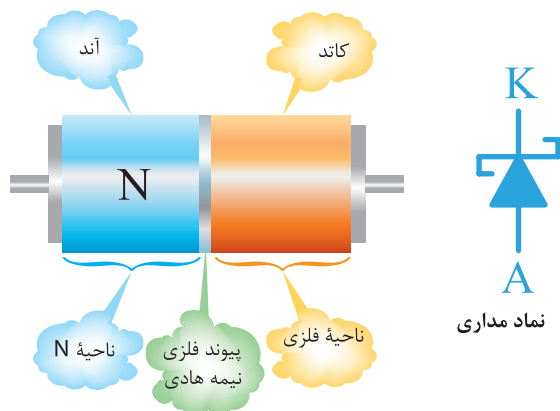 آند
کاتد
N
K
A
نماد مداری
ناحیهٔ N
پیوند فلزی
نیمه هادی
ناحیهٔ فلزی